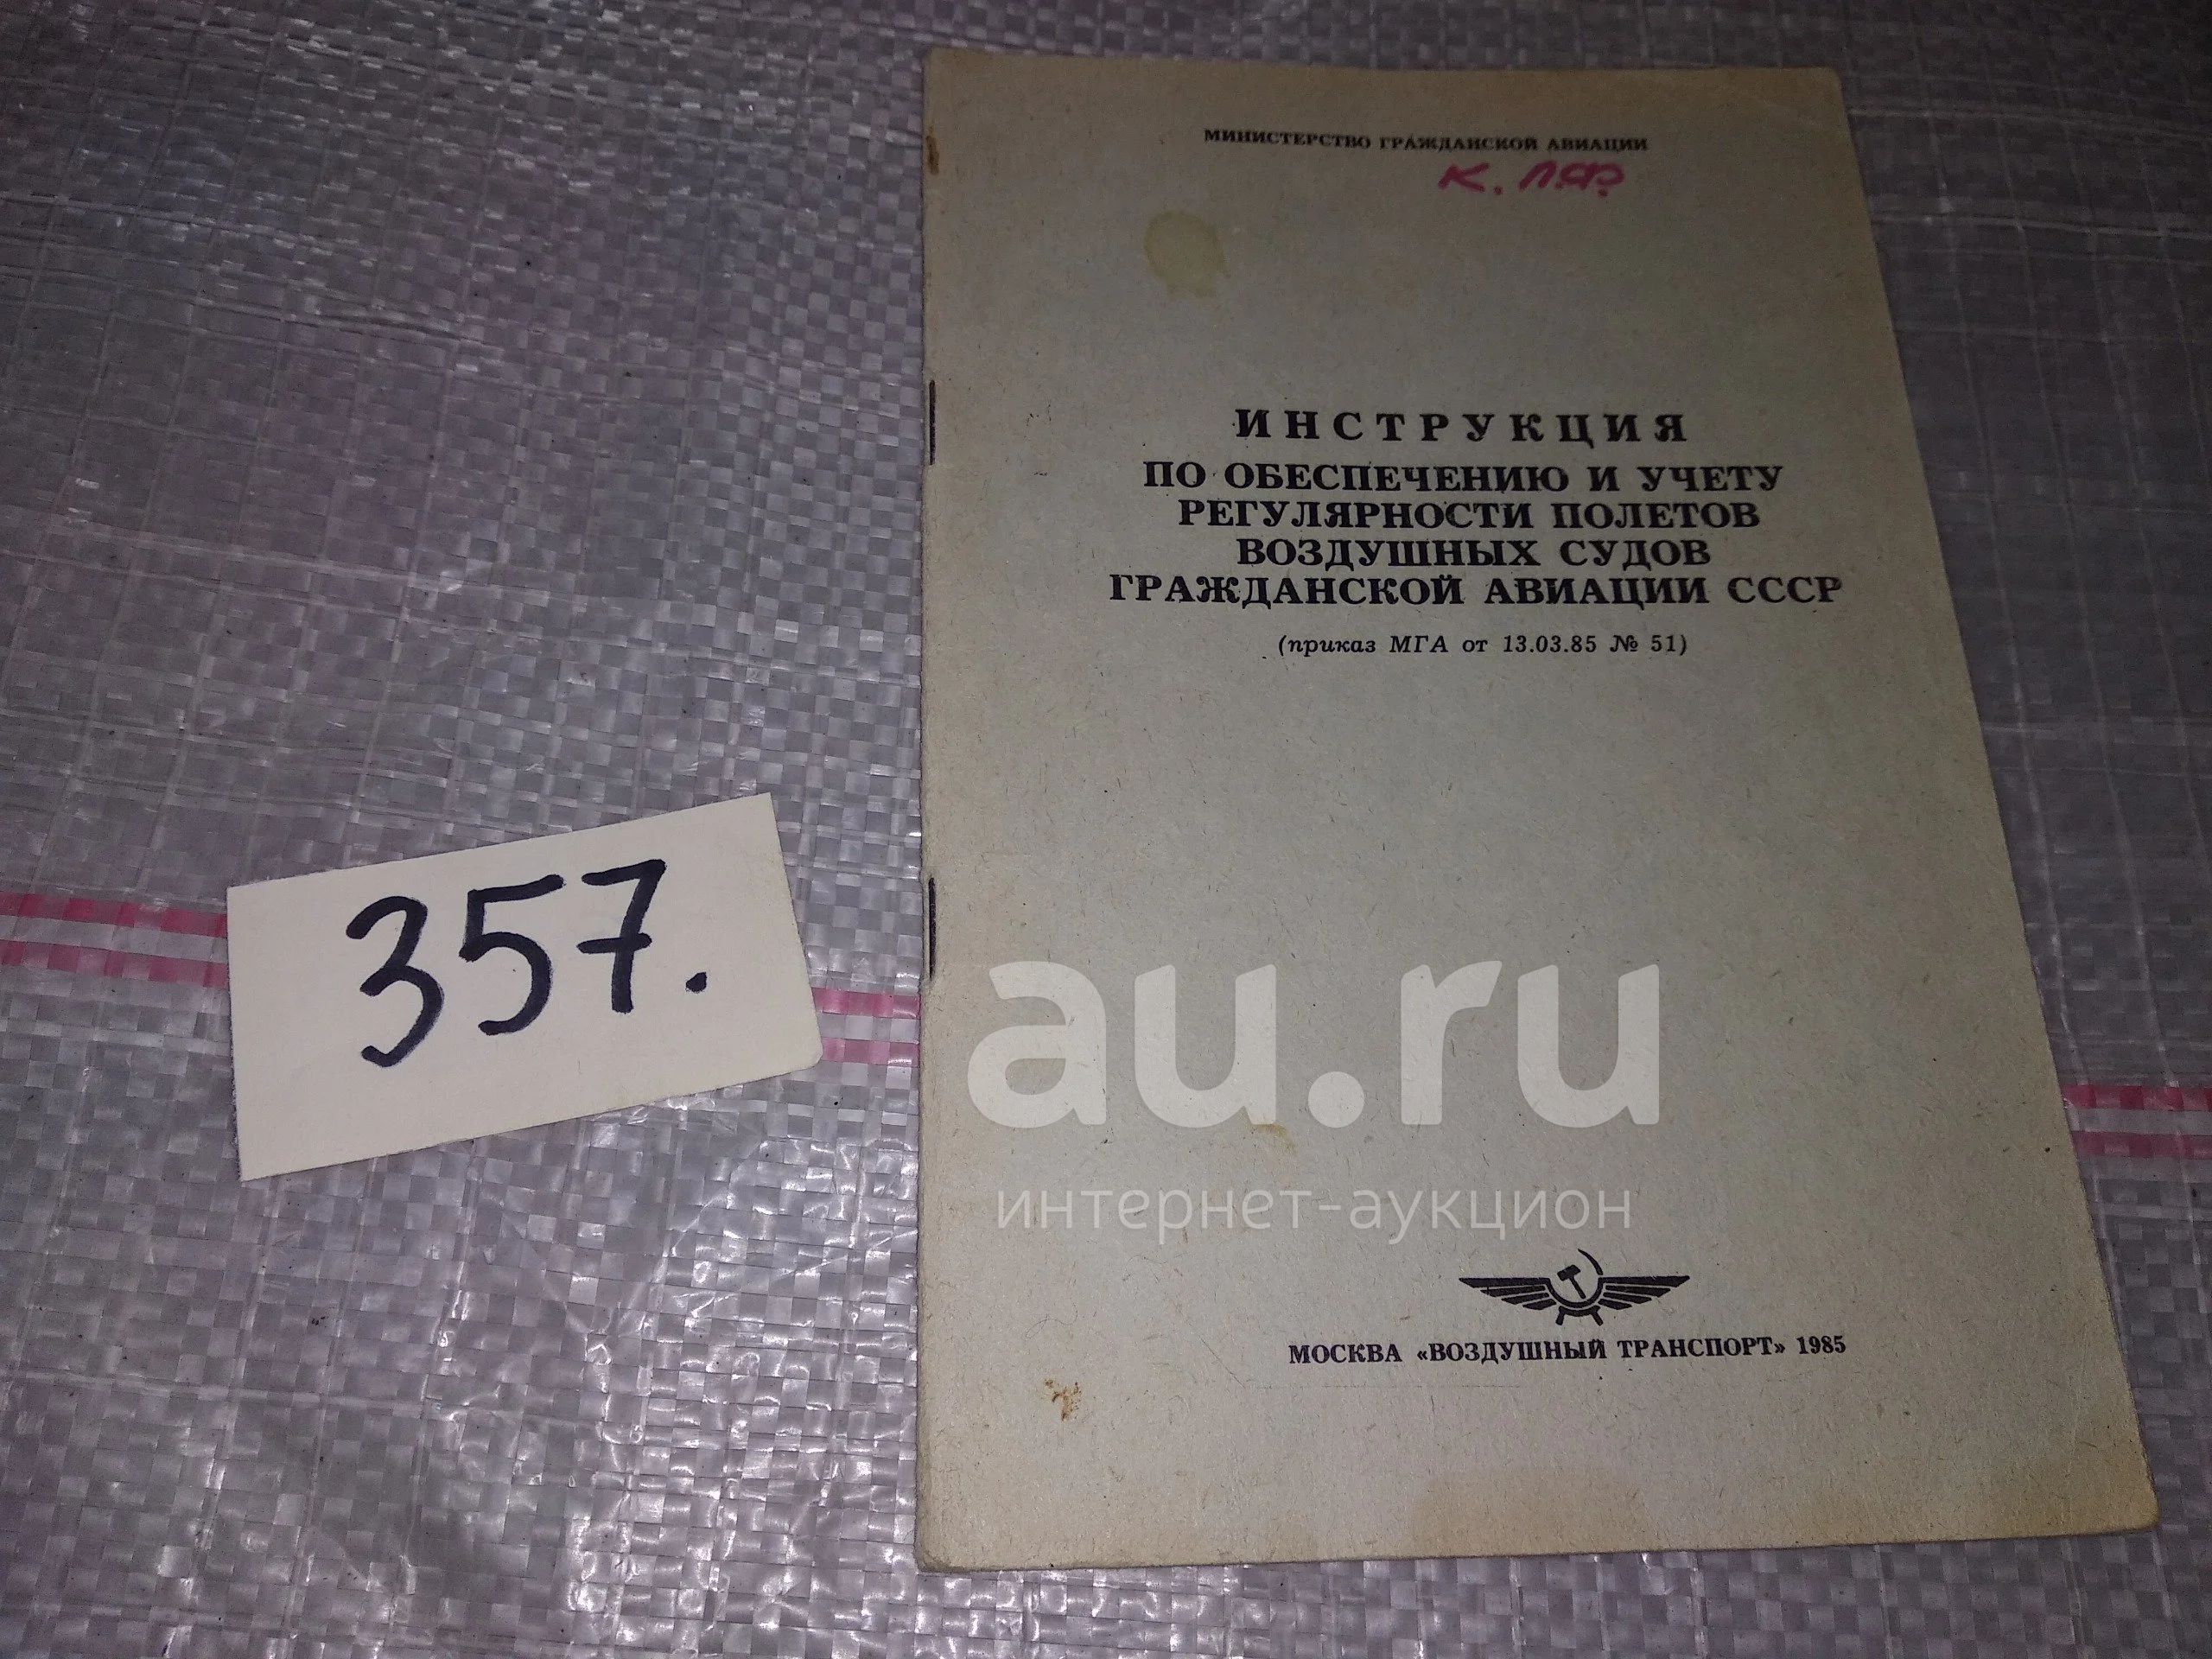 МИНИСТЕРСТВО ГРАЖДАНСКОЙ АВИАЦИИ
ИНСТРУКЦИЯ
ПО ОБЕСПЕЧЕНИЮ И УЧЕТУ
РЕГУЛЯРНОСТИ ПОЛЕТОВ
ВОЗДУШНЫХ СУДОВ
ГРАЖДАНСКОЙ АВИАЦИИ СССР
(приказ МГА от 13.03.85 № 51)
357.
au.ru
интернет-аукцион
МОСКВА «ВОЗДУШНЫЙ ТРАНСПОРТ» 1985